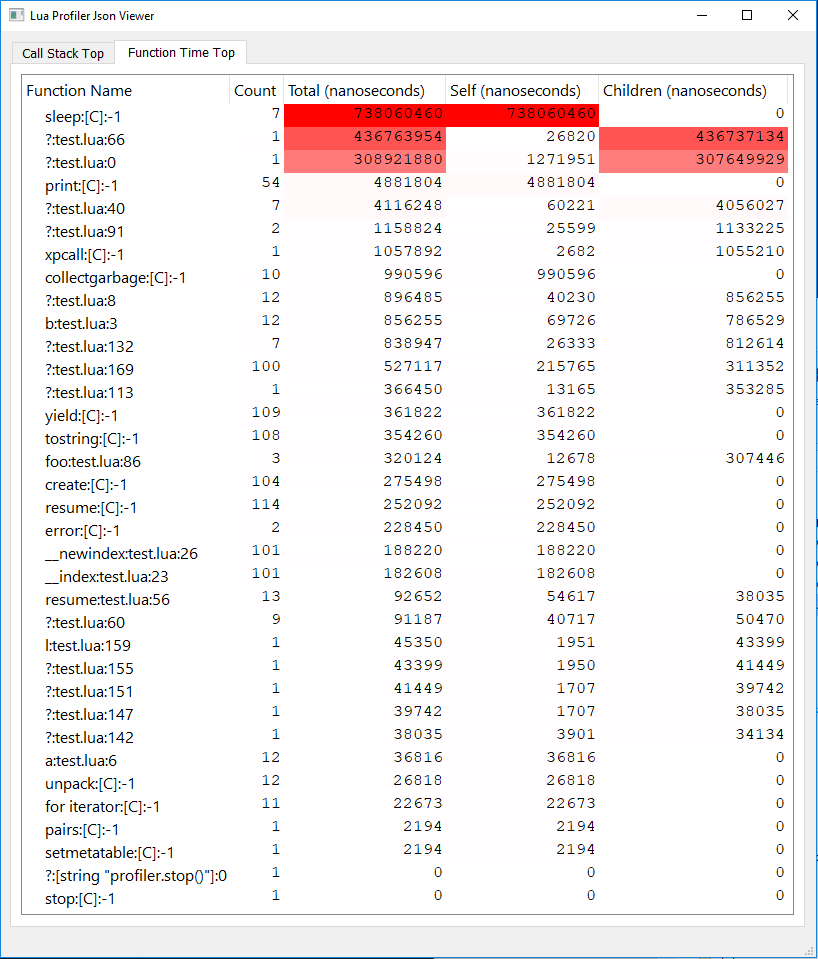 Lua Profiler Json Viewer
Call Stack Top Function Time Top
Function Name Count Total (nanoseconds) Self (nanoseconds) Children (nanoseconds)
sleep:[C]:-1 7 738060460 738060460 0
?:test.lua:66 1 436763954 26820 436737134
?:test.lua:0 1 308921880 1271951 307649929
print:[C]:-1 54 4881804 4881804 0
?:test.lua:40 7 4116248 60221 4056027
?:test.lua:91 2 1158824 25599 1133225
xpcall:[C]:-1 1 1057892 2682 1055210
collectgarbage:[C]:-1 10 990596 990596 0
?:test.lua:8 12 896485 40230 856255
b:test.lua:3 12 856255 69726 786529
?:test.lua:132 7 838947 26333 812614
?:test.lua:169 100 527117 215765 311352
?:test.lua:113 1 366450 13165 353285
yield:[C]:-1 109 361822 361822 0
tostring:[C]:-1 108 354260 354260 0
foo:test.lua:86 3 320124 12678 307446
create:[C]:-1 104 275498 275498 0
resume:[C]:-1 114 252092 252092 0
error:[C]:-1 2 228450 228450 0
__newindex:test.lua:26 101 188220 188220 0
__index:test.lua:23 101 182608 182608 0
resume:test.lua:56 13 92652 54617 38035
?:test.lua:60 9 91187 40717 50470
l:test.lua:159 1 45350 1951 43399
?:test.lua:155 1 43399 1950 41449
?:test.lua:151 1 41449 1707 39742
?:test.lua:147 1 39742 1707 38035
?:test.lua:142 1 38035 3901 34134
a:test.lua:6 12 36816 36816 0
unpack:[C]:-1 12 26818 26818 0
for iterator:[C]:-1 11 22673 22673 0
pairs:[C]:-1 1 2194 2194 0
setmetatable:[C]:-1 1 2194 2194 0
?:[string "profiler.stop()"]:0 1 0 0 0
stop:[C]:-1 1 0 0 0